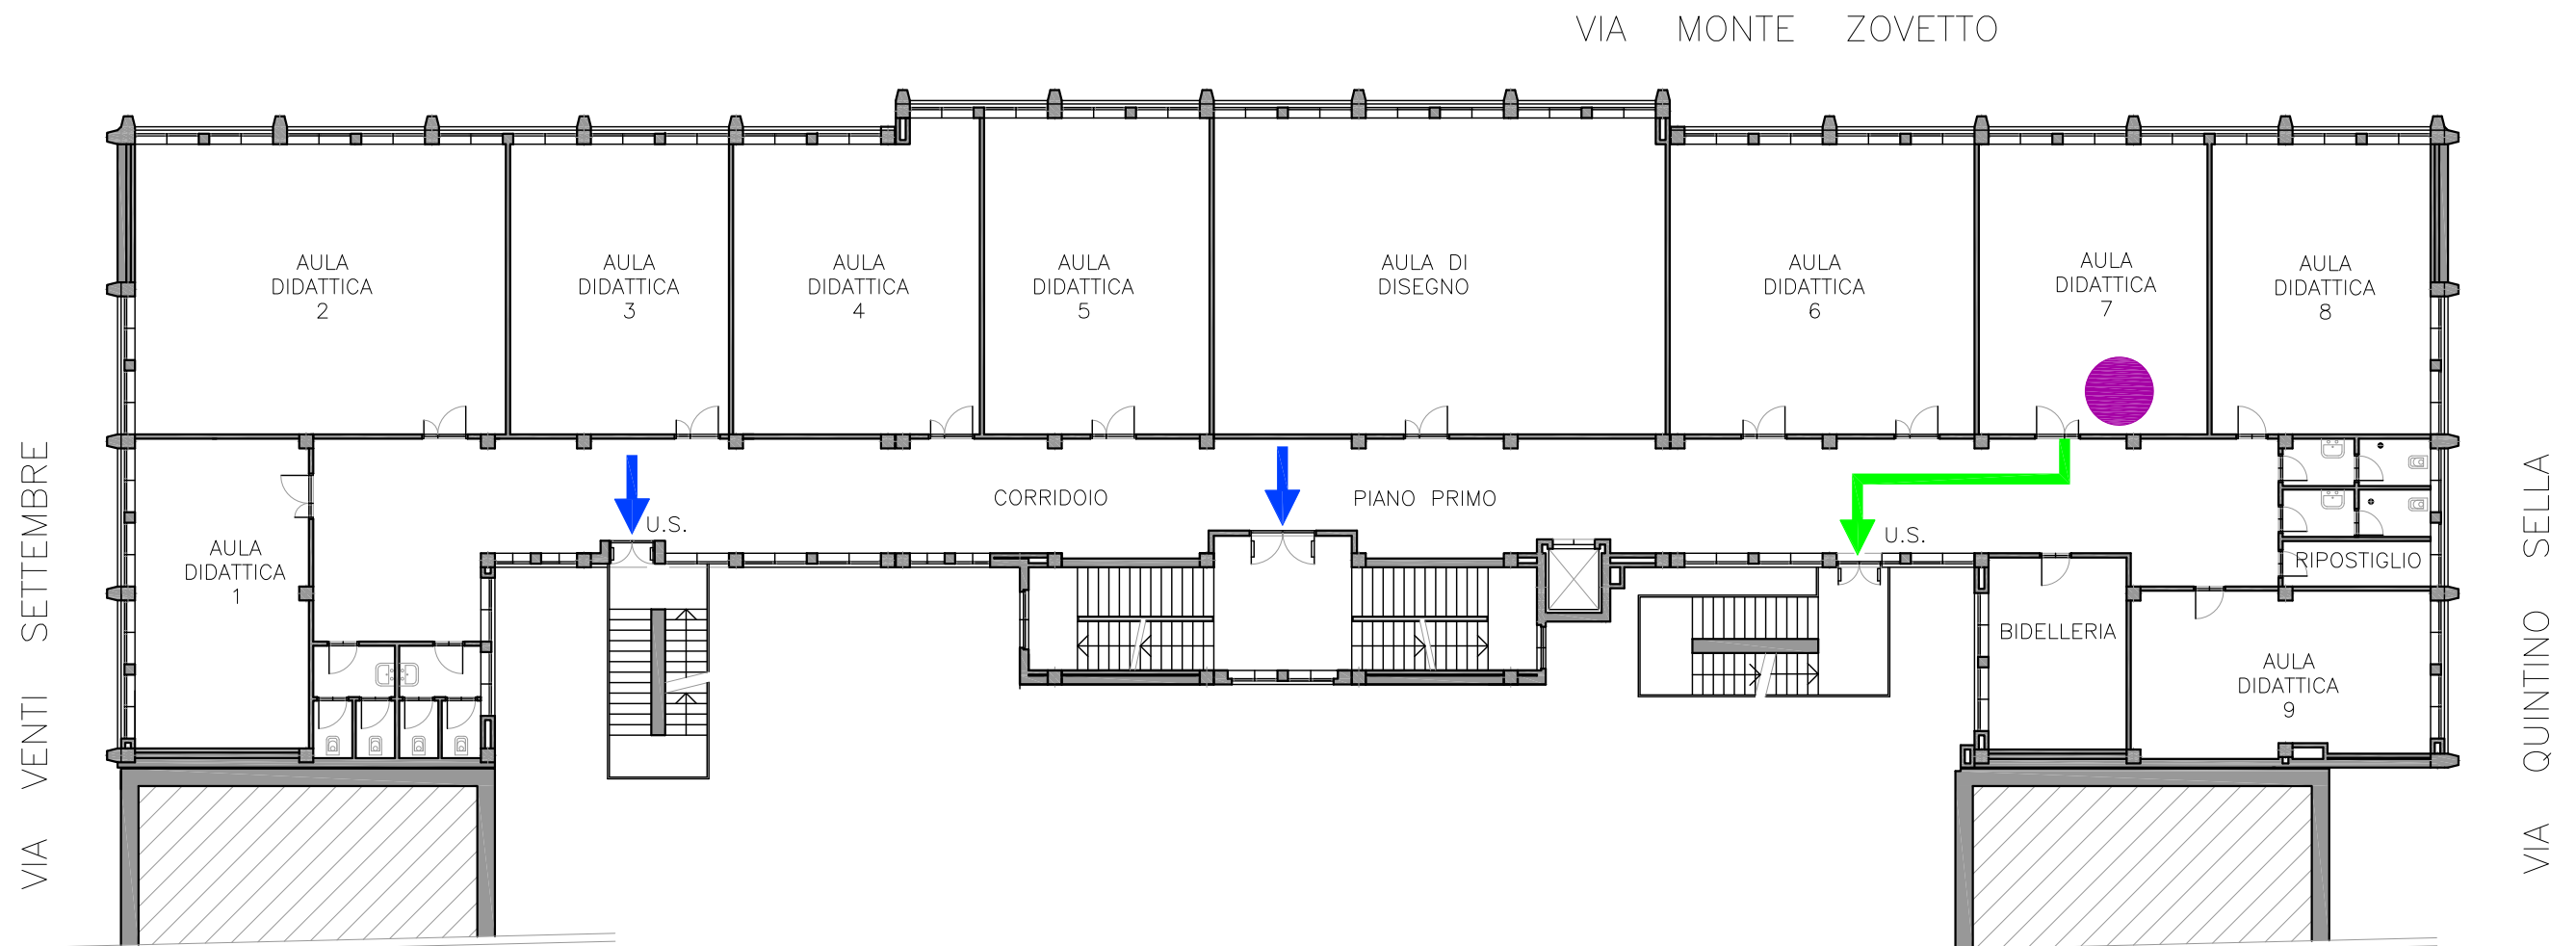 VIA MONTE ZOVETTO
AULA
DIDATTICA
2
AULA
DIDATTICA
3
AULA
DIDATTICA
4
AULA
DIDATTICA
5
AULA DI
DISEGNO
AULA
DIDATTICA
6
AULA
DIDATTICA
7
AULA
DIDATTICA
8
VIA VENTI SETTEMBRE
CORRIDOIO PIANO PRIMO
U.S.
U.S.
AULA
DIDATTICA
1
RIPOSTIGLIO
BIDELLERIA
AULA
DIDATTICA
9
VIA QUINTINO SELLA